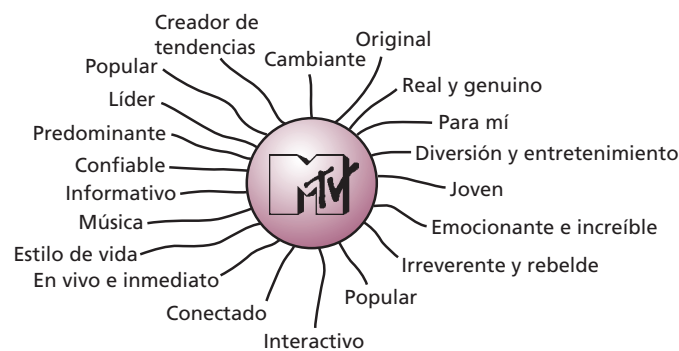 Creador de
tendencias
Cambiante
Original
Popular
Real y genuino
Líder
Para mí
Predominante
Diversión y entretenimiento
Confiable
Joven
Informativo
Música
Emocionante e increíble
Estilo de vida
Irreverente y rebelde
En vivo e inmediato
Popular
Conectado
Interactivo
MTV